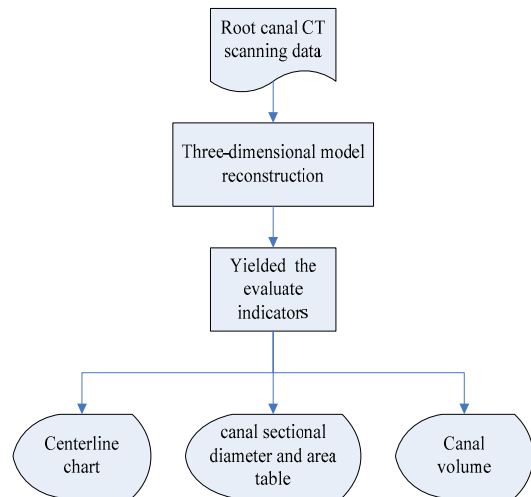 Root canal CT
scanning data
Three-dimensional model
reconstruction
Yielded the
evaluate
indicators
Centerline
chart
canal sectional
diameter and area
table
Canal
volume